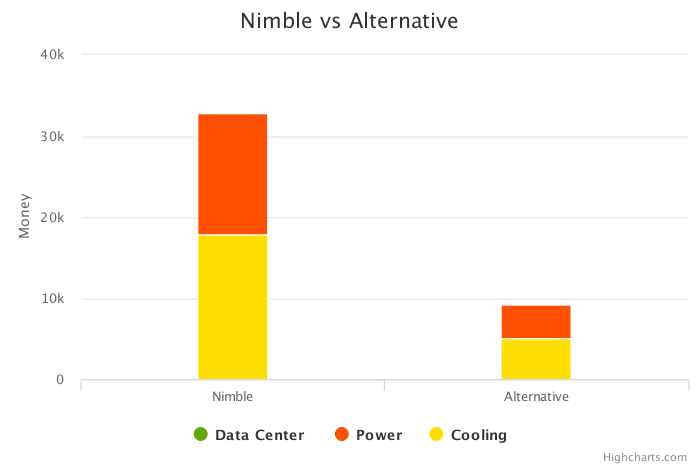 Nimble vs Alternative
40k
30k
20k
10k
0
Money
Nimble
Alternative
Data Center
Power
Cooling
Highcharts.com